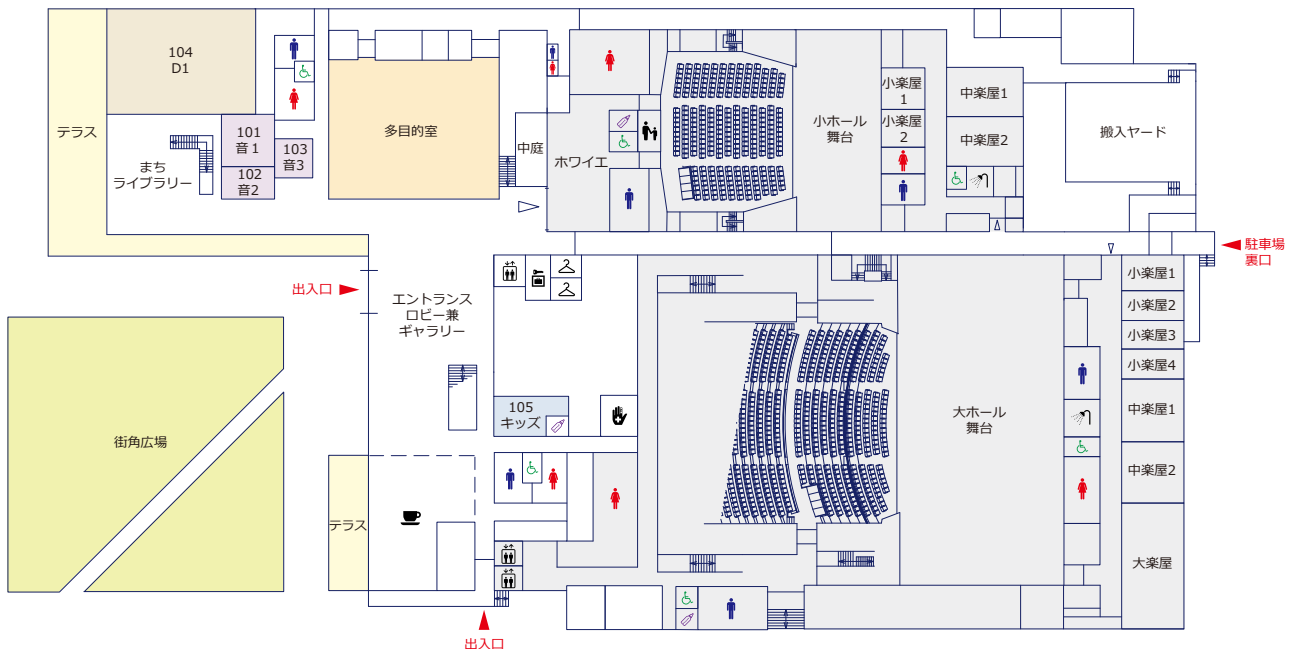 104
D1
テラス
まち
ライブラリー
101
音1
102
音2
103
音3
多目的室
中庭
ホワイエ
小ホール
舞台
小楽屋
1
小楽屋
2
中楽屋1
中楽屋2
搬入ヤード
駐車場
裏口
出入口
エントランス
ロビー兼
ギャラリー
105
キッズ
大ホール
舞台
小楽屋1
小楽屋2
小楽屋3
小楽屋4
中楽屋1
中楽屋2
大楽屋
街角広場
テラス
出入口